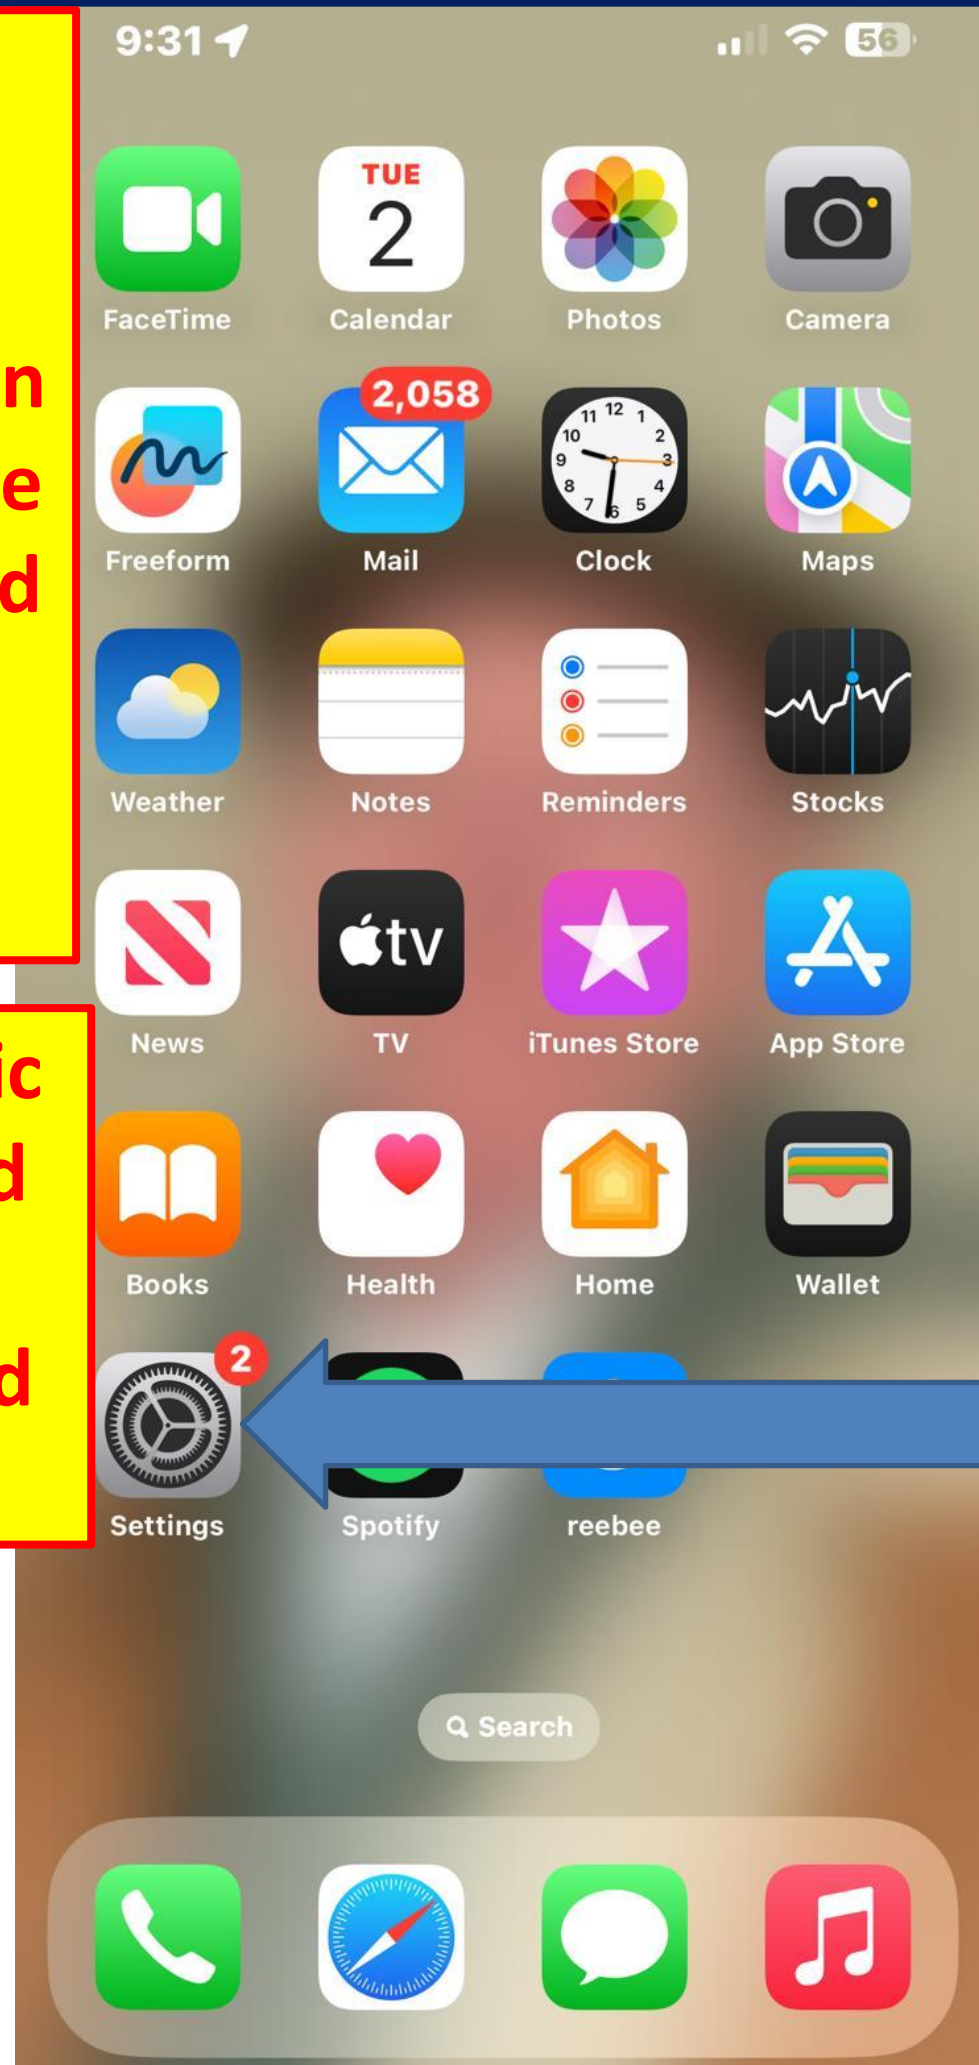 9:31
56
TUE
2
FaceTime
Calendar
Photos
Camera
n
2,058
12
11
1
10
2
9
3
8
4
7
6
5
e
Freeform
Mail
Clock
Maps
d
Weather
Notes
Reminders
Stocks
tv
News
TV
iTunes Store
App Store
ic
d
Books
Health
Home
Wallet
2
d
Settings
Spotify
reebee
Search